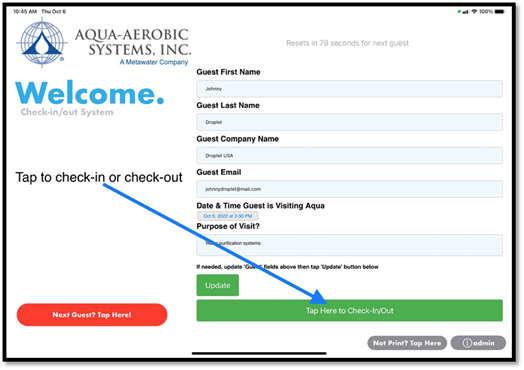 10:45 AM Thu Oct 6
100%
AQUA-AEROBIC
SYSTEMS, INC.
A Metawater Company
Resets in 79 seconds for next guest
Welcome.
Check-in/out System
Guest First Name
Johnny
Guest Last Name
Droplet
Guest Company Name
Droplet USA
Guest Email
johnnydroplet@mail.com
Tap to check-in or check-out
Date & Time Guest is Visiting Aqua
Oct 6, 2022 at 3:30 PM
Purpose of Visit?
purification systems
If needed, update 'Guest' fields above then tap 'Update' button below
Update
Next Guest? Tap Here!
Tap Here to Check-In/Out
Not Print? Tap Here
admin